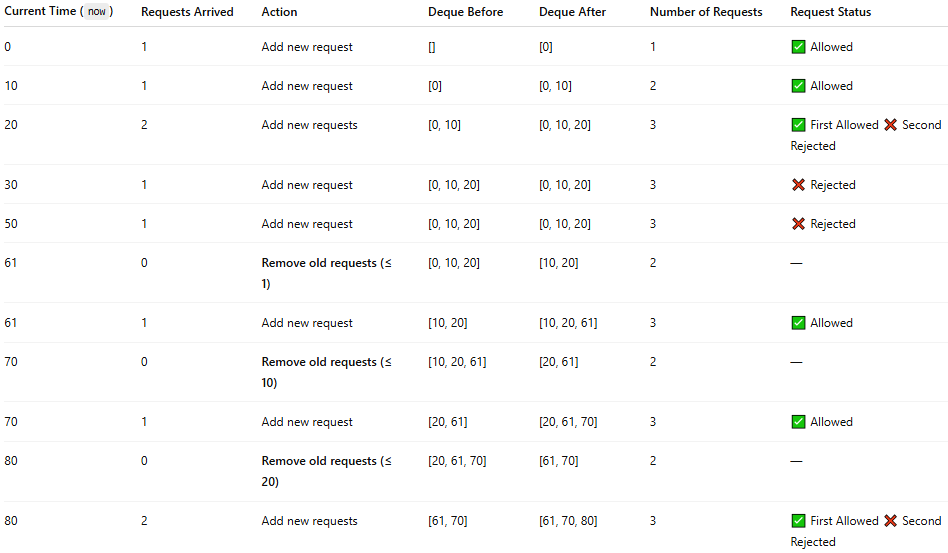 Current Time ( now ) Requests Arrived Action Deque Before Deque After Number of Requests Request Status
0 1 Add new request [] [0] 1 ✅ Allowed
10 1 Add new request [0] [0, 10] 2 ✅ Allowed
20 2 Add new requests [0, 10] [0, 10, 20] 3 ✅ First Allowed ❌ Second
Rejected
30 1 Add new request [0, 10, 20] [0, 10, 20] 3 ❌ Rejected
50 1 Add new request [0, 10, 20] [0, 10, 20] 3 ❌ Rejected
61 0 Remove old requests (≤ [0, 10, 20] [10, 20] 2 —
1)
61 1 Add new request [10, 20] [10, 20, 61] 3 ✅ Allowed
70 0 Remove old requests (≤ [10, 20, 61] [20, 61] 2 —
10)
70 1 Add new request [20, 61] [20, 61, 70] 3 ✅ Allowed
80 0 Remove old requests (≤ [20, 61, 70] [61, 70] 2 —
20)
80 2 Add new requests [61, 70] [61, 70, 80] 3 ✅ First Allowed ❌ Second
Rejected